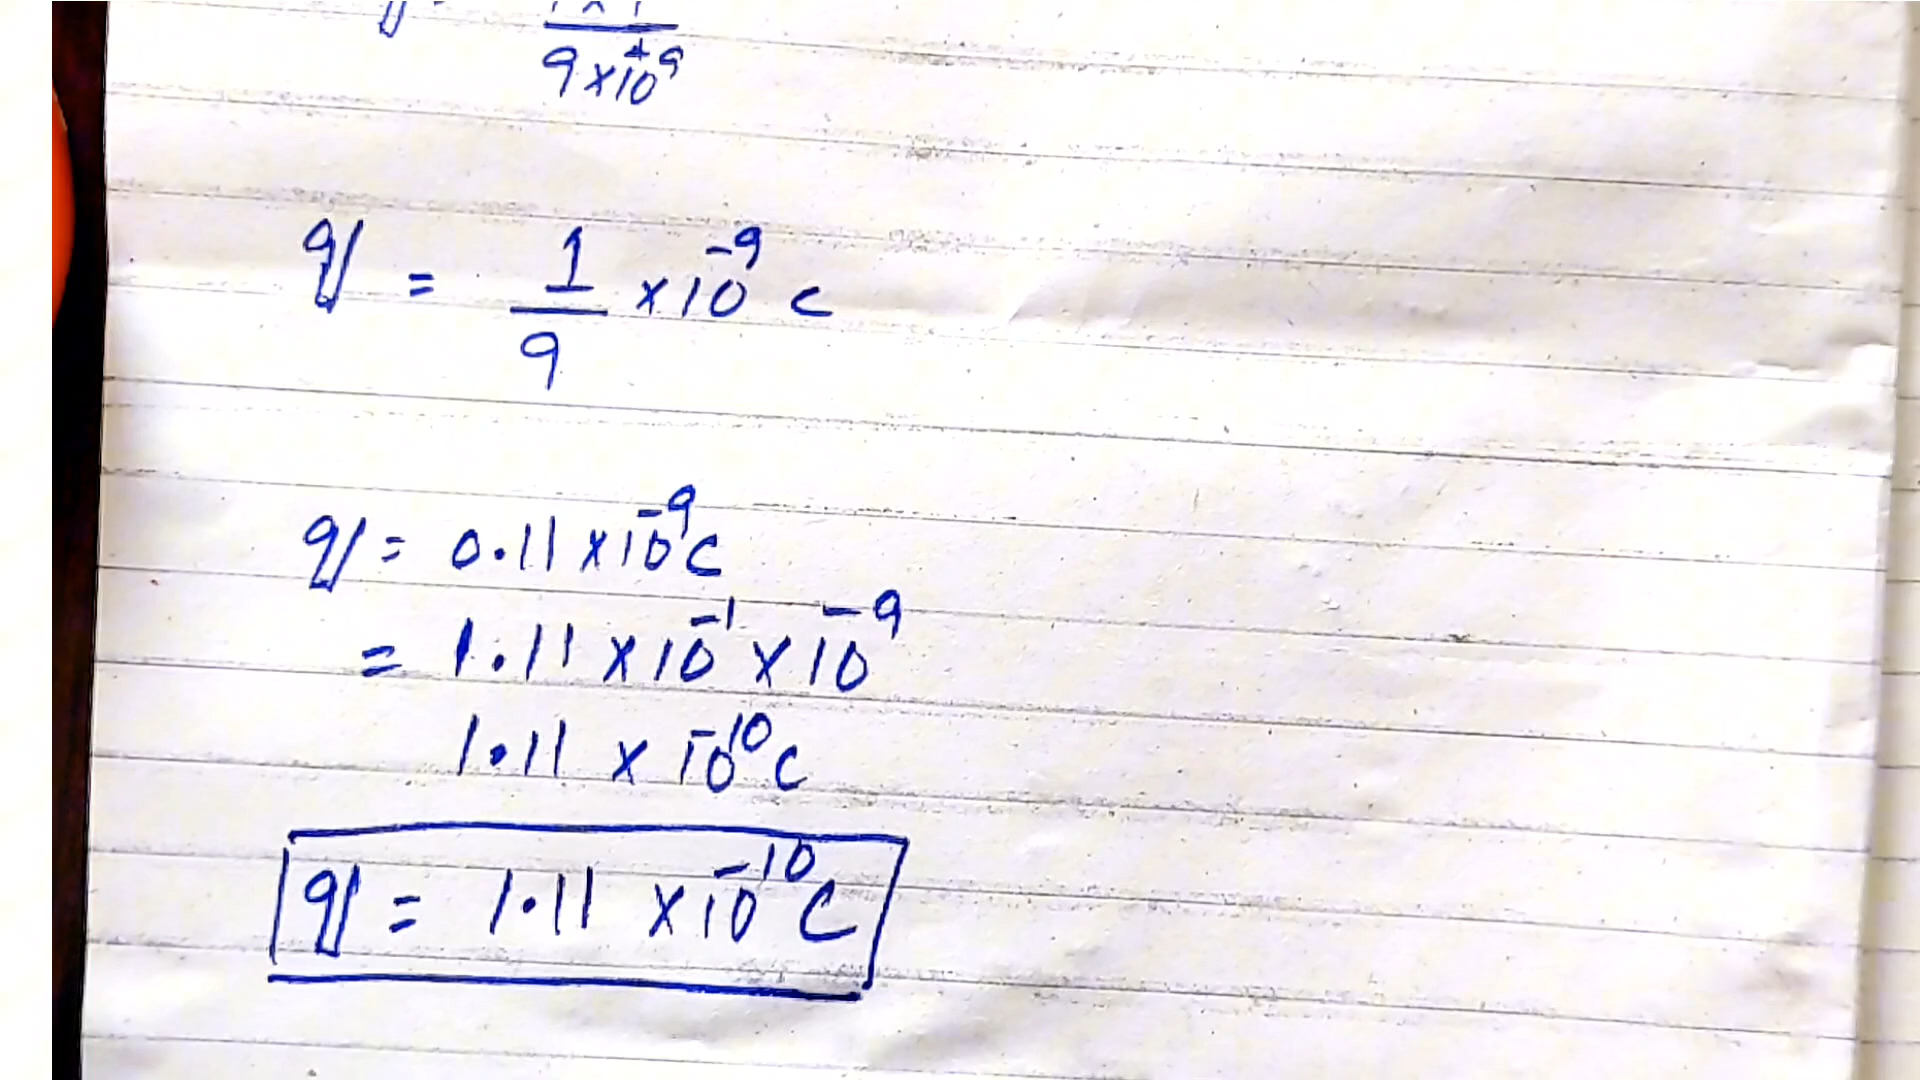 9×10⁹
q = 1/9 ×10⁻⁹ c
q = 0.11 ×10⁻⁹C
= 1.11 ×10⁻¹ ×10⁻⁹
1.11 × 10⁻¹⁰ C
q = 1.11 ×10⁻¹⁰ C